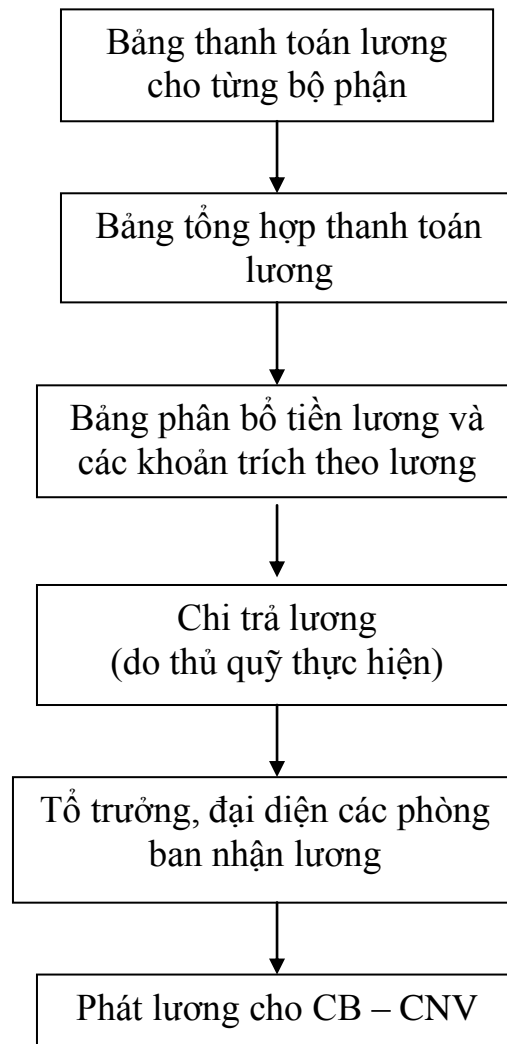 Bảng thanh toán lương
cho từng bộ phận
Bảng tổng hợp thanh toán
lương
Bảng phân bổ tiền lương và
các khoản trích theo lương
Chi trả lương
(do thủ quỹ thực hiện)
Tổ trưởng, đại diện các phòng
ban nhận lương
Phát lương cho CB – CNV